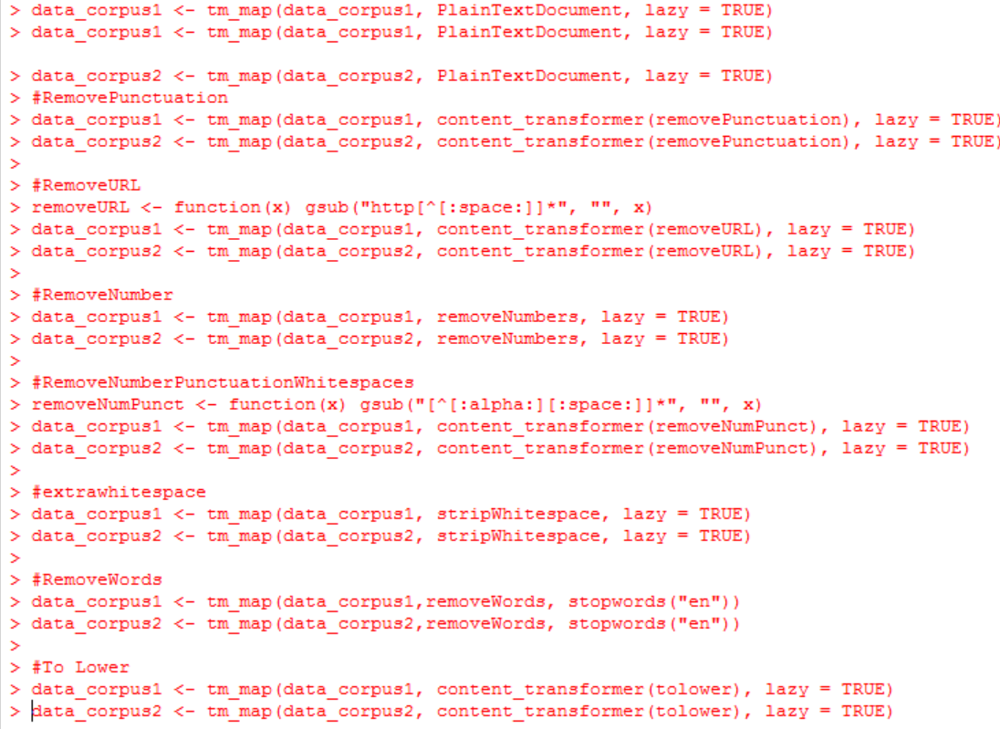 > data_corpus1 <- tm_map(data_corpus1, PlainTextDocument, lazy = TRUE)
> data_corpus1 <- tm_map(data_corpus1, PlainTextDocument, lazy = TRUE)

> data_corpus2 <- tm_map(data_corpus2, PlainTextDocument, lazy = TRUE)
> #RemovePunctuation
> data_corpus1 <- tm_map(data_corpus1, content_transformer(removePunctuation), lazy = TRUE)
> data_corpus2 <- tm_map(data_corpus2, content_transformer(removePunctuation), lazy = TRUE)
>
> #RemoveURL
> removeURL <- function(x) gsub("http[^[:space:]]*", "", x)
> data_corpus1 <- tm_map(data_corpus1, content_transformer(removeURL), lazy = TRUE)
> data_corpus2 <- tm_map(data_corpus2, content_transformer(removeURL), lazy = TRUE)
>
> #RemoveNumber
> data_corpus1 <- tm_map(data_corpus1, removeNumbers, lazy = TRUE)
> data_corpus2 <- tm_map(data_corpus2, removeNumbers, lazy = TRUE)
>
> #RemoveNumberPunctuationWhitespaces
> removeNumPunct <- function(x) gsub("[^[:alpha:][:space:]]*", "", x)
> data_corpus1 <- tm_map(data_corpus1, content_transformer(removeNumPunct), lazy = TRUE)
> data_corpus2 <- tm_map(data_corpus2, content_transformer(removeNumPunct), lazy = TRUE)
>
> #extrawhitespace
> data_corpus1 <- tm_map(data_corpus1, stripWhitespace, lazy = TRUE)
> data_corpus2 <- tm_map(data_corpus2, stripWhitespace, lazy = TRUE)
>
> #RemoveWords
> data_corpus1 <- tm_map(data_corpus1,removeWords, stopwords("en"))
> data_corpus2 <- tm_map(data_corpus2,removeWords, stopwords("en"))
>
> #To Lower
> data_corpus1 <- tm_map(data_corpus1, content_transformer(tolower), lazy = TRUE)
> data_corpus2 <- tm_map(data_corpus2, content_transformer(tolower), lazy = TRUE)